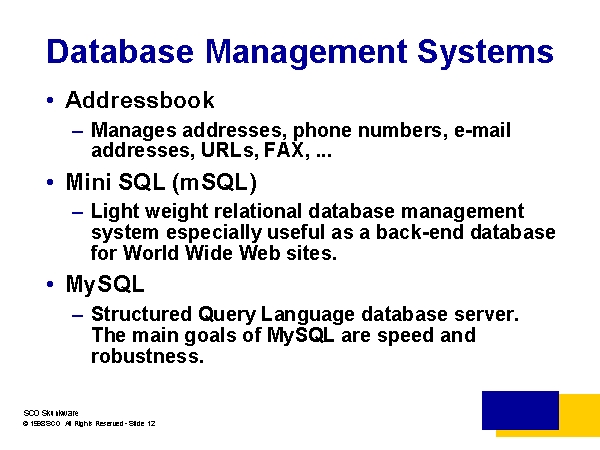 Database Management Systems
• Addressbook
– Manages addresses, phone numbers, e-mail
addresses, URLs, FAX, ...
• Mini SQL (mSQL)
– Light weight relational database management
system especially useful as a back-end database
for World Wide Web sites.
• MySQL
– Structured Query Language database server.
The main goals of MySQL are speed and
robustness.
SCO Skunkware
© 1998 SCO All Rights Reserved - Slide 12